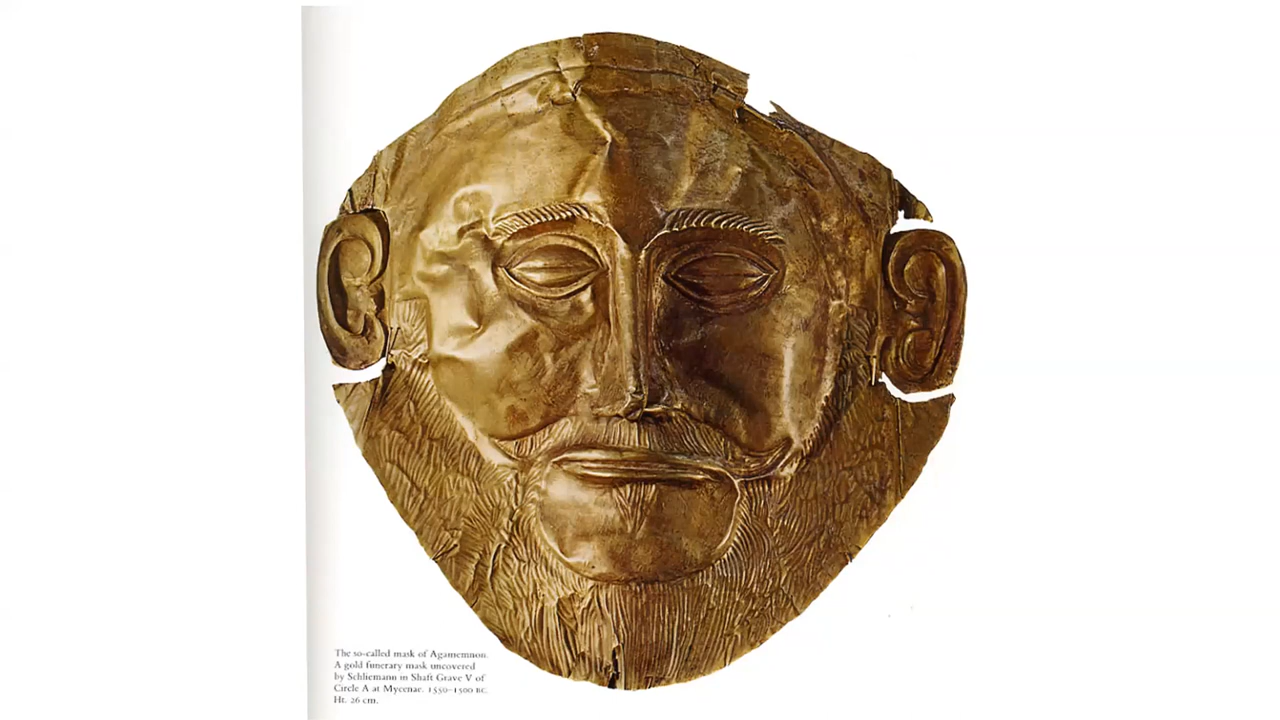 The so-called mask of Agamemnon.
A gold funerary mask uncovered
by Schliemann in Shaft Grave V of
Circle A at Mycenae. 1550–1500 BC.
Ht. 26 cm.